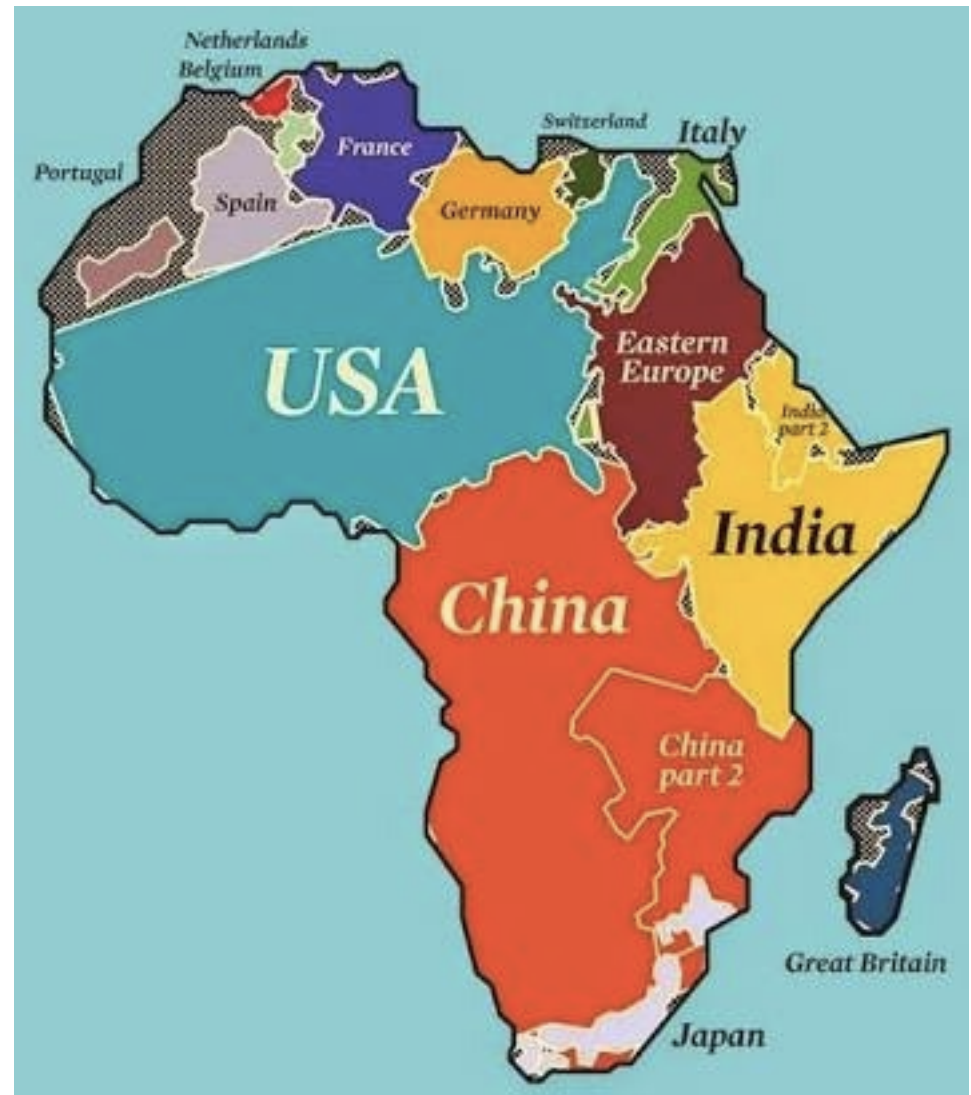 Netherlands
Belgium
Switzerland
Italy
France
Portugal
Spain
Germany
USA
Eastern
Europe
India
part 2
India
China
China
part 2
Great Britain
Japan